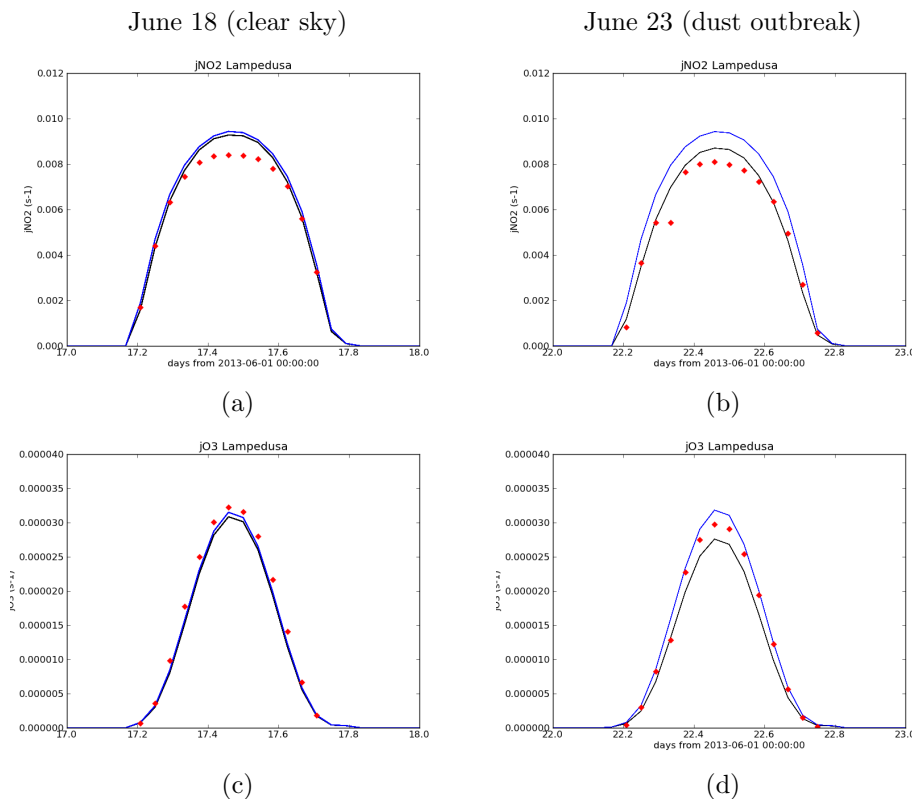 June 18 (clear sky)
June 23 (dust outbreak)
jNO2 Lampedusa
0.012
0.010
0.008
0.006
0.004
0.002
0.000
jNO2 (s-1)
17.0 17.2 17.4 17.6 17.8 18.0
days from 2013-06-01 00:00:00
(a)
jNO2 Lampedusa
0.012
0.010
0.008
0.006
0.004
0.002
0.000
jNO2 (s-1)
22.0 22.2 22.4 22.6 22.8 23.0
days from 2013-06-01 00:00:00
(b)
jO3 Lampedusa
0.000040
0.000035
0.000030
0.000025
0.000020
0.000015
0.000010
0.000005
0.000000
jO3 (s-1)
17.0 17.2 17.4 17.6 17.8 18.0
(c)
jO3 Lampedusa
0.000040
0.000035
0.000030
0.000025
0.000020
0.000015
0.000010
0.000005
0.000000
jO3 (s-1)
22.0 22.2 22.4 22.6 22.8 23.0
days from 2013-06-01 00:00:00
(d)